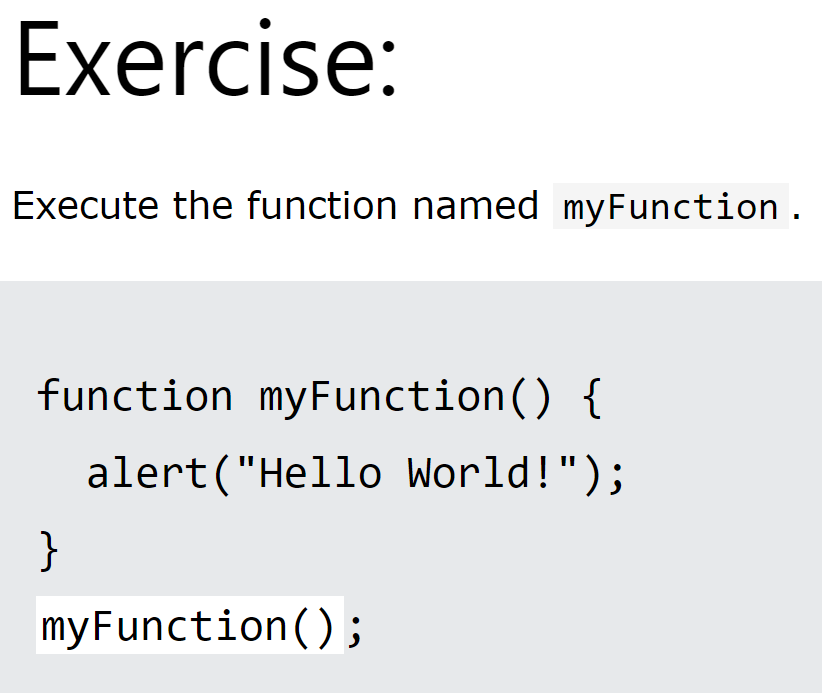 Exercise:
Execute the function named myFunction.
function myFunction() {
  alert("Hello World!");
}
myFunction();